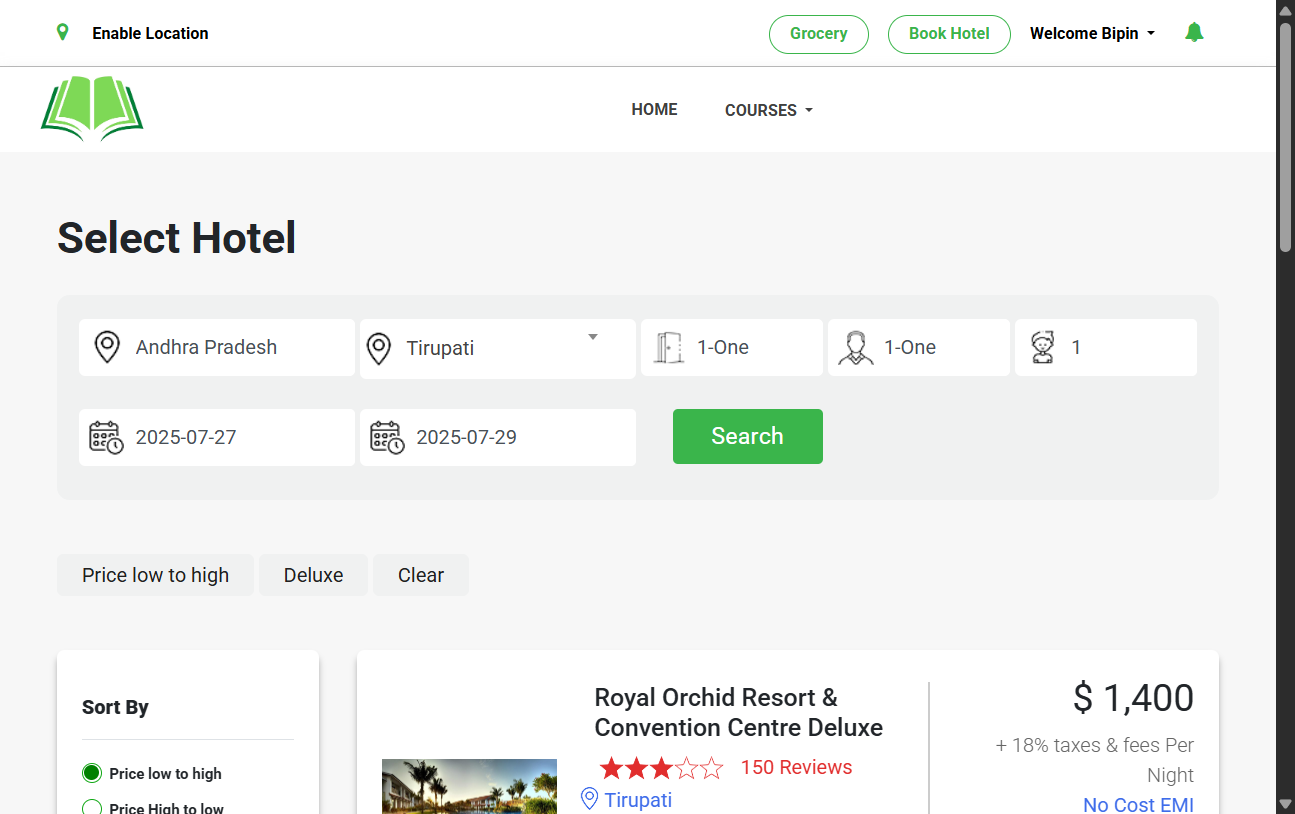 Enable Location
Grocery
Book Hotel
Welcome Bipin
HOME
COURSES
Select Hotel
Andhra Pradesh
Tirupati
1-One
1-One
1
2025-07-27
2025-07-29
Search
Price low to high
Deluxe
Clear
Sort By
Price low to high
Price High to low
Royal Orchid Resort &
Convention Centre Deluxe
150 Reviews
Tirupati
$ 1,400
+ 18% taxes & fees Per
Night
No Cost EMI